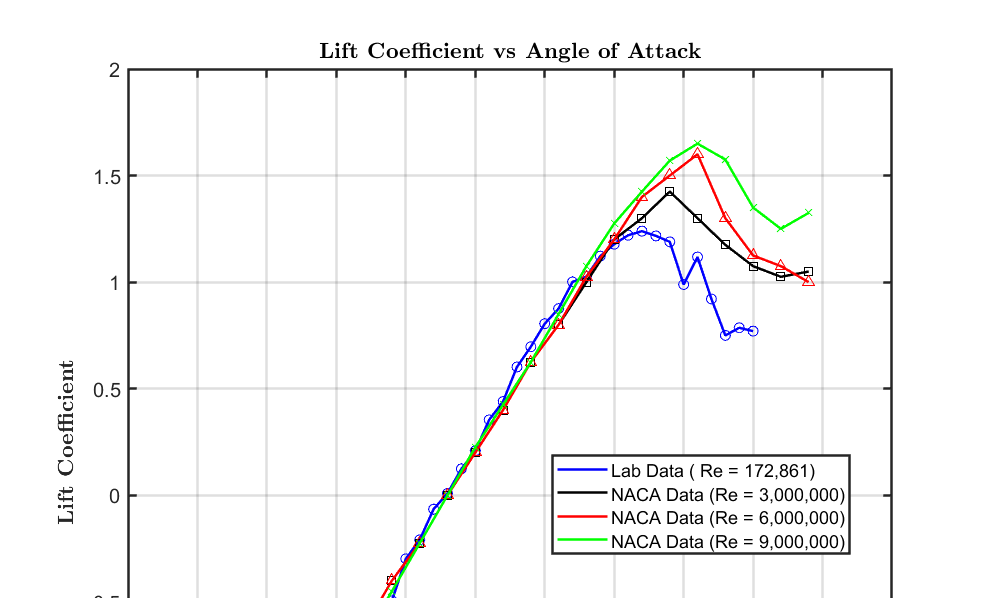 Lift Coefficient vs Angle of Attack
2
1.5
1
0.5
0
Lift Coefficient
Lab Data ( Re = 172,861)
NACA Data (Re = 3,000,000)
NACA Data (Re = 6,000,000)
NACA Data (Re = 9,000,000)